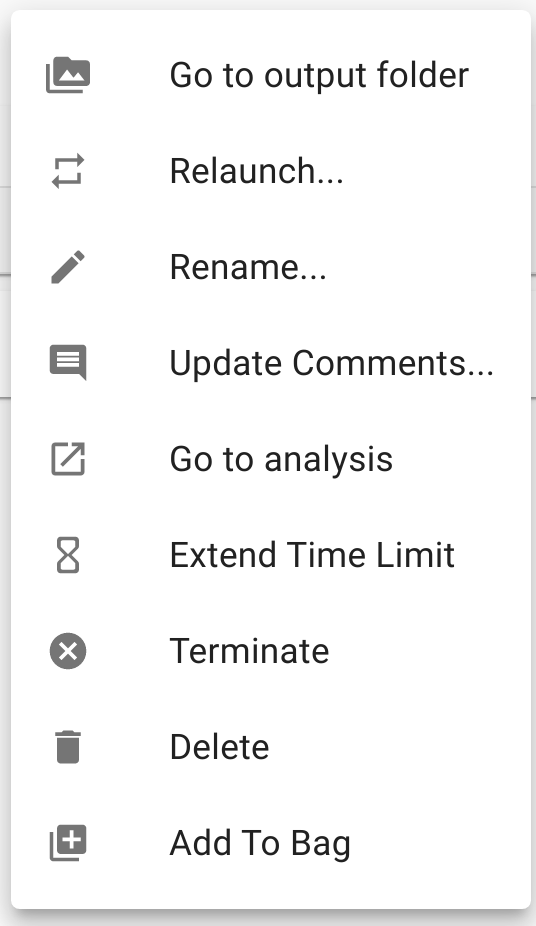 Go to output folder
Relaunch...
Rename...
Update Comments...
Go to analysis
Extend Time Limit
Terminate
Delete
Add To Bag